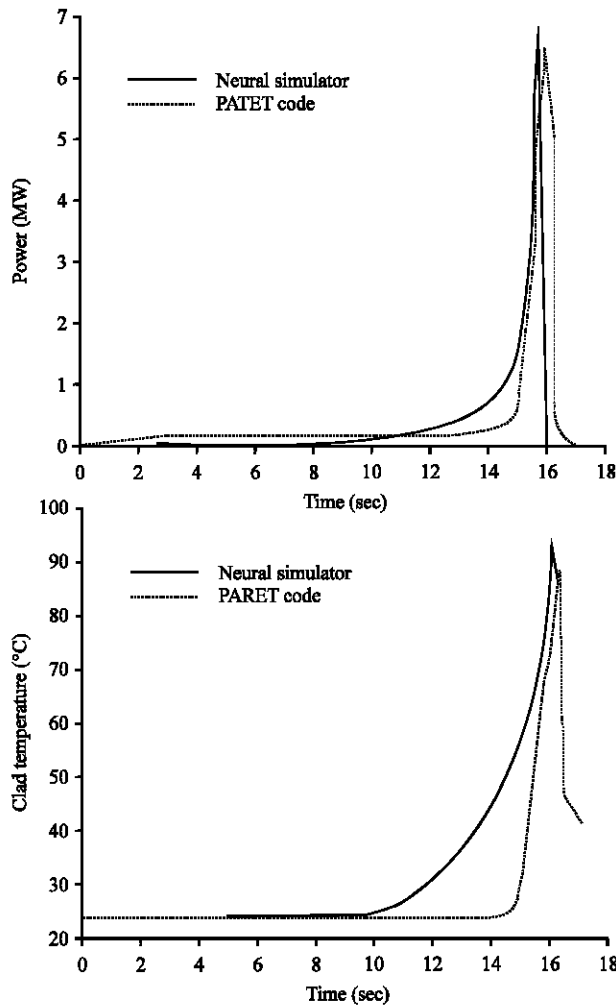 7
6
5
4
3
2
1
0
Power (MW)
Neural simulator
PATET code
0 2 4 6 8 10 12 14 16 18
Time (sec)
100
90
80
70
60
50
40
30
20
Clad temperature (°C)
Neural simulator
PARET code
0 2 4 6 8 10 12 14 16 18
Time (sec)